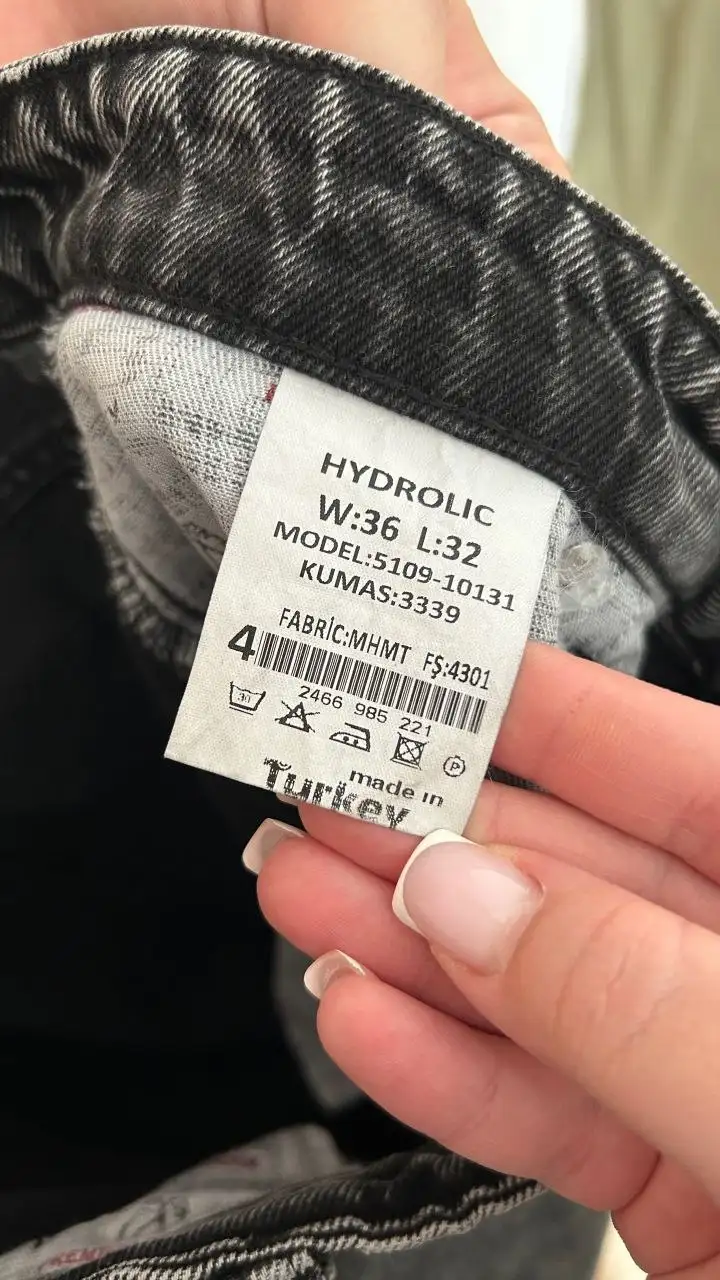 HYDROLIC
W:36 L:32
MODEL:5109-10131
KUMAS:3339
FABRİC:MHMT FŞ:4301
4
2466 985 221
30
P
made in
Turkey